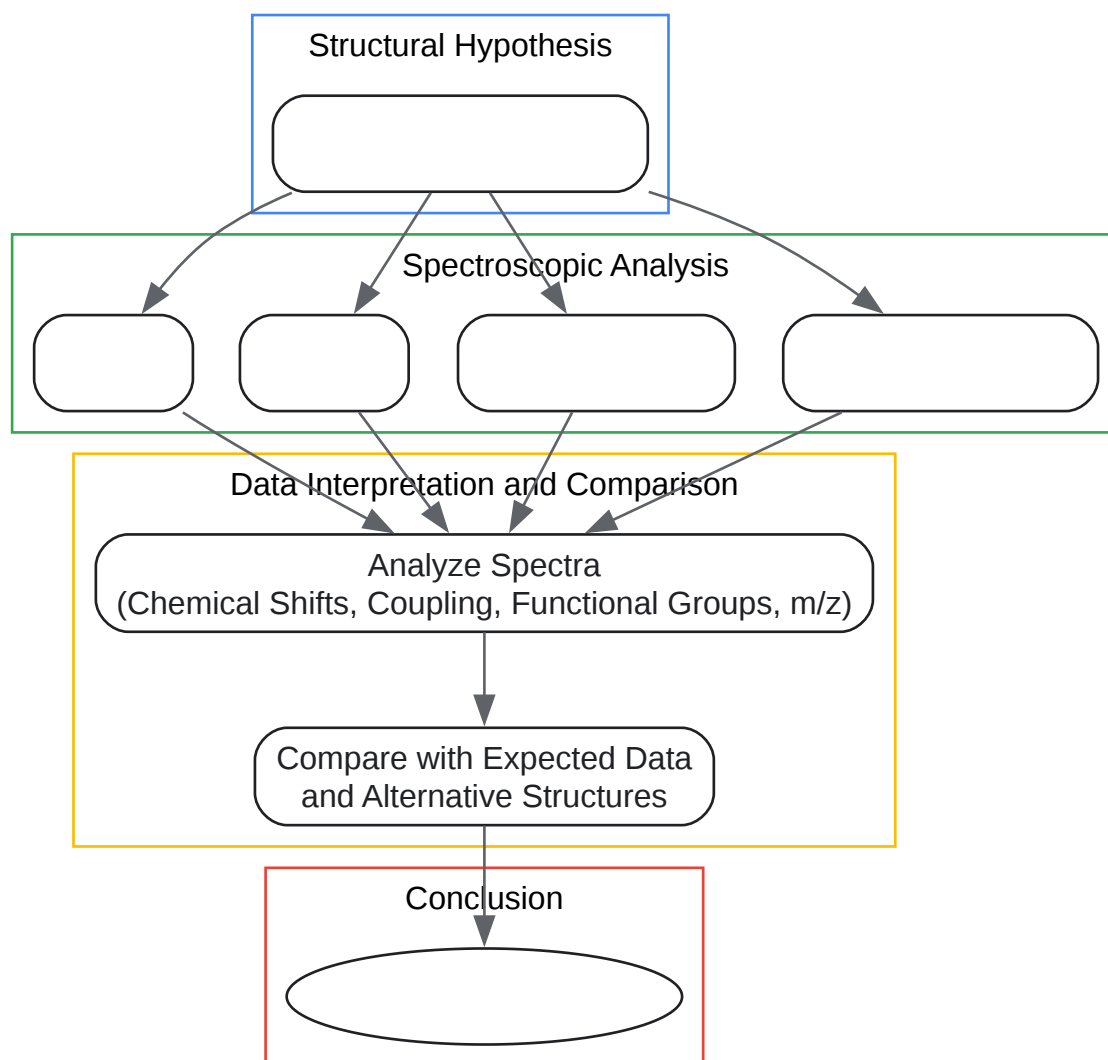 Structural Hypothesis
Spectroscopic Analysis
Data Interpretation and Comparison
Analyze Spectra
(Chemical Shifts, Coupling, Functional Groups, m/z)
Compare with Expected Data
and Alternative Structures
Conclusion